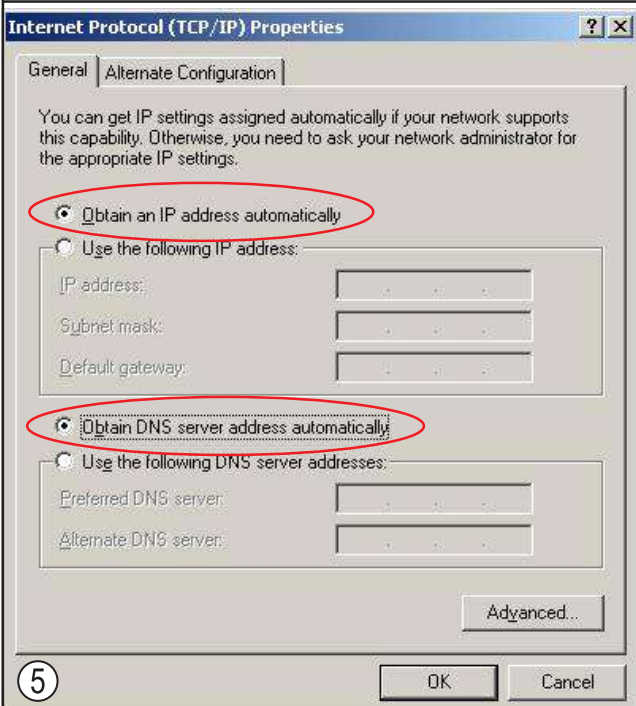 Internet Protocol (TCP/IP) Properties
General
Alternate Configuration
You can get IP settings assigned automatically if your network supports
this capability. Otherwise, you need to ask your network administrator for
the appropriate IP settings.
Obtain an IP address automatically
Use the following IP address:
IP address:
Subnet mask:
Default gateway:
Obtain DNS server address automatically
Use the following DNS server addresses:
Preferred DNS server:
Alternate DNS server:
Advanced...
5
OK
Cancel